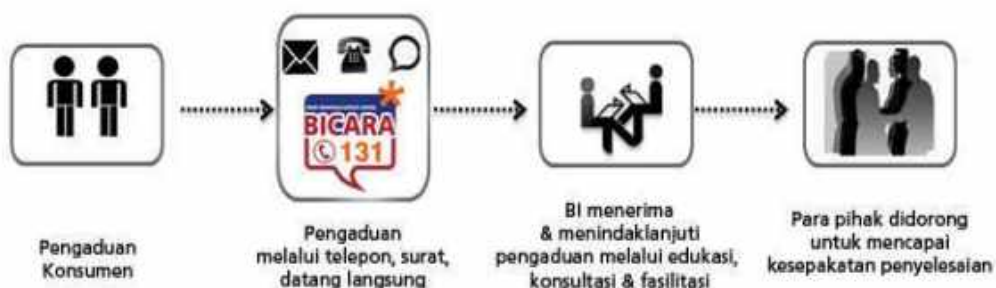 BICARA
131
Pengaduan
Konsumen
Pengaduan
melalui telepon, surat,
datang langsung
BI menerima
& menindaklanjuti
pengaduan melalui edukasi,
konsultasi & fasilitasi
Para pihak didorong
untuk mencapai
kesepakatan penyelesaian